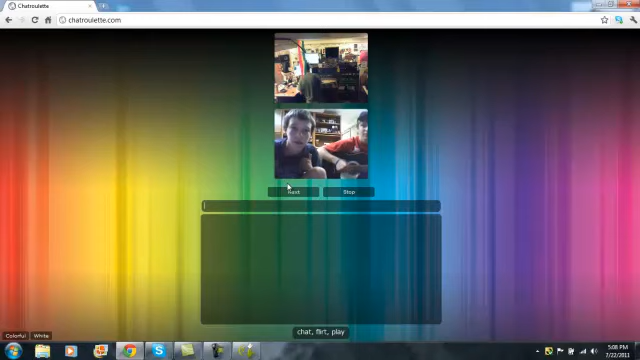 Chatroulette
chatroulette.com
Next
Stop
chat, flirt, play
Colorful
White
5:08 PM
7/22/2011